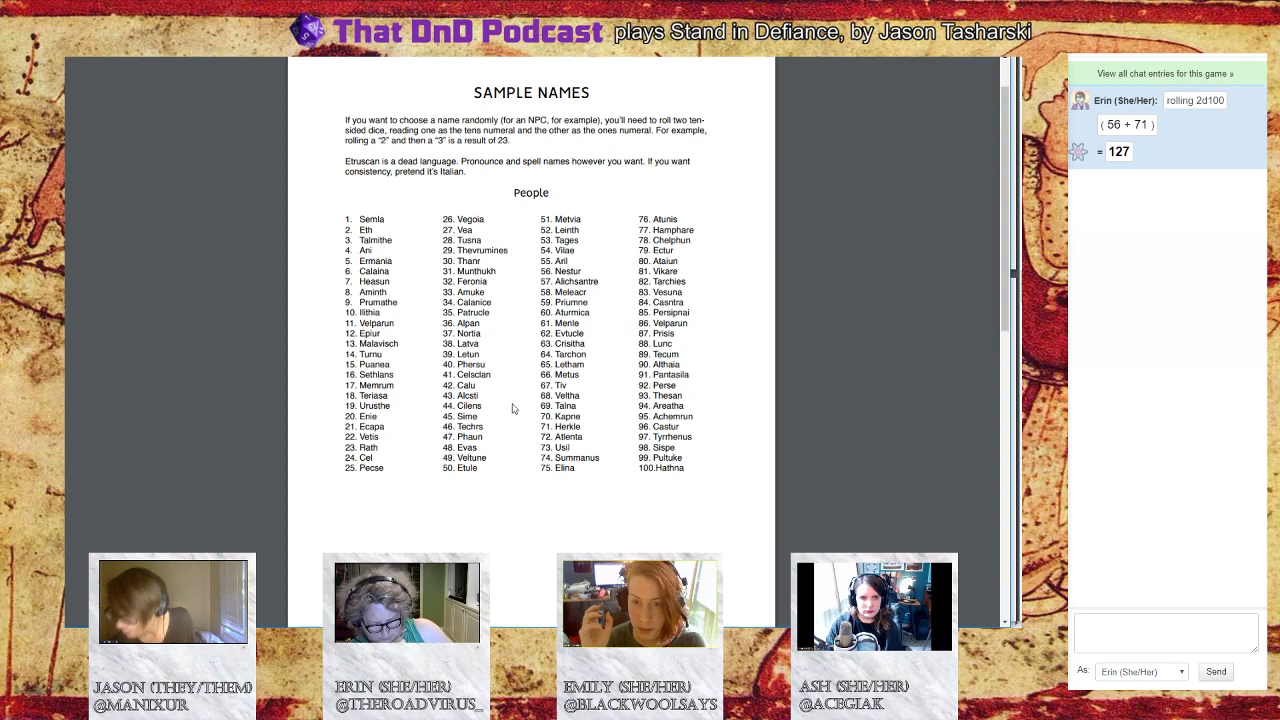 That DnD Podcast plays Stand in Defiance, by Jason Tasharski
SAMPLE NAMES
If you want to choose a name randomly (for an NPC, for example), you'll need to roll two ten-
sided dice, reading one as the tens numeral and the other as the ones numeral. For example,
rolling a "2" and then a "3" is a result of 23.
Etruscan is a dead language. Pronounce and spell names however you want. If you want
consistency, pretend it's Italian.
People
1. Semla
2. Eth
3. Talmithe
4. Ani
5. Ermania
6. Calaina
7. Heasun
8. Aminth
9. Prumathe
10. Ilithia
11. Velparun
12. Epiur
13. Malavisch
14. Turnu
15. Puanea
16. Sethlans
17. Memrum
18. Teriasa
19. Urusthe
20. Enie
21. Ecapa
22. Vetis
23. Rath
24. Cel
25. Pecse
26. Vegoia
27. Vea
28. Tusna
29. Thevrumines
30. Thanr
31. Munthukh
32. Feronia
33. Amuke
34. Calanice
35. Patrucle
36. Alpan
37. Nortia
38. Latva
39. Letun
40. Phersu
41. Celsclan
42. Calu
43. Alcsti
44. Cilens
45. Sime
46. Techrs
47. Phaun
48. Evas
49. Veltune
50. Etule
51. Metvia
52. Leinth
53. Tages
54. Vilae
55. Aril
56. Nestur
57. Alichsantre
58. Meleacr
59. Priumne
60. Aturmica
61. Menle
62. Evtucle
63. Crisitha
64. Tarchon
65. Letham
66. Metus
67. Tiv
68. Veltha
69. Talna
70. Kapne
71. Herkle
72. Atlenta
73. Usil
74. Summanus
75. Elina
76. Atunis
77. Hamphare
78. Chelphun
79. Ectur
80. Ataiun
81. Vikare
82. Tarchies
83. Vesuna
84. Casntra
85. Persipnai
86. Velparun
87. Prisis
88. Lunc
89. Tecum
90. Althaia
91. Pantasila
92. Perse
93. Thesan
94. Areatha
95. Achemrun
96. Castur
97. Tyrrhenus
98. Sispe
99. Pultuke
100.Hathna
View all chat entries for this game »
Erin (She/Her): rolling 2d100
( 56 + 71 )
= 127
As: Erin (She/Her) Send
JASON (THEY/THEM)
@MANIXUR
ERIN (SHE/HER)
@THEROADVIRUS_
EMILY (SHE/HER)
@BLACKWOOLSAYS
ASH (SHE/HER)
@ACEGIAK